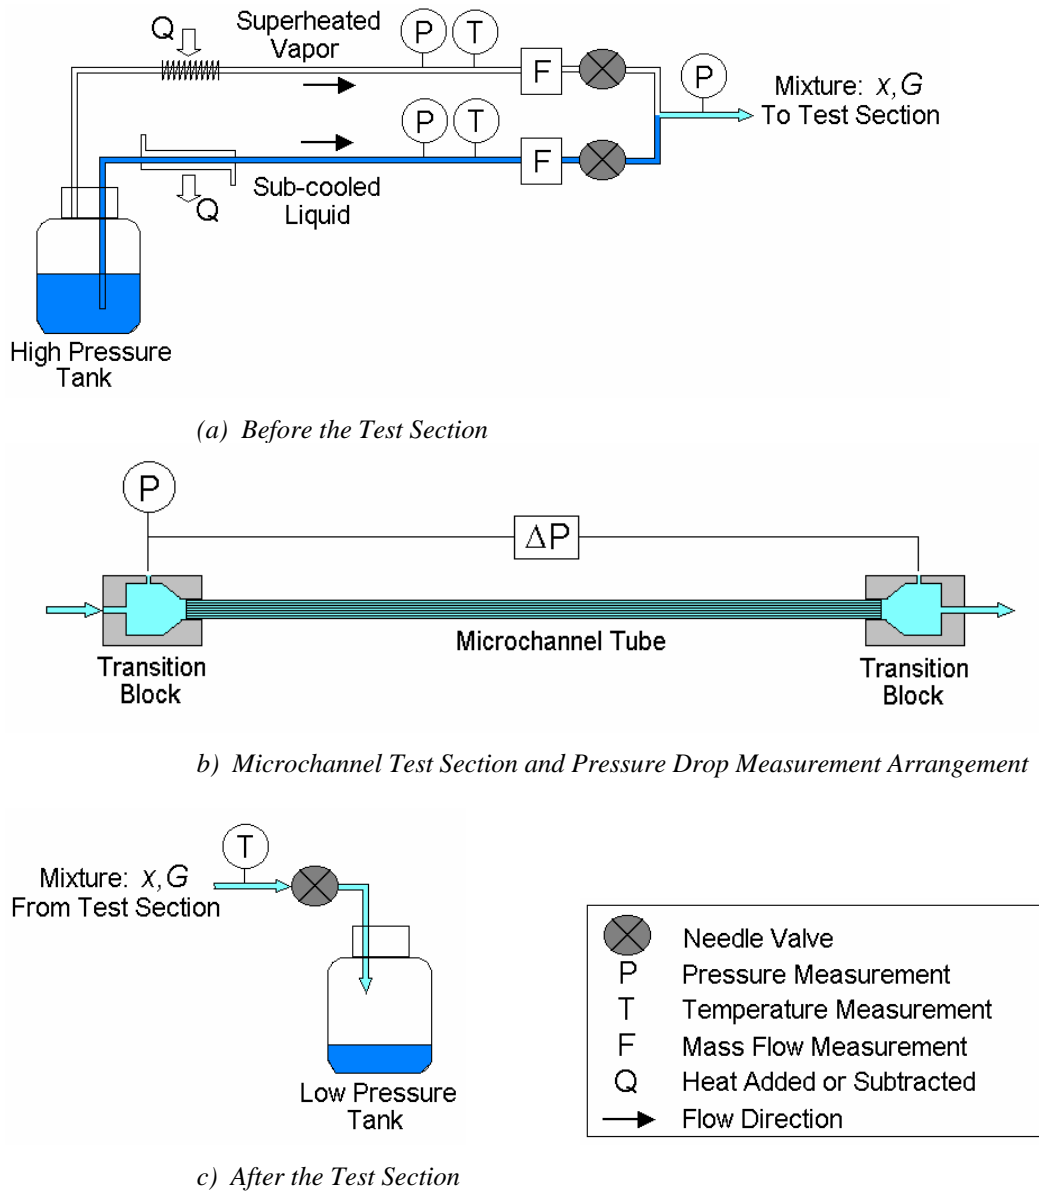 Q
Superheated
Vapor
P
T
F
P
Mixture: x, G
To Test Section
P
T
F
Q
Sub-cooled
Liquid
High Pressure
Tank
(a) Before the Test Section
P
ΔP
Microchannel Tube
Transition
Block
Transition
Block
b) Microchannel Test Section and Pressure Drop Measurement Arrangement
T
Mixture: x, G
From Test Section
Low Pressure
Tank
Needle Valve
P Pressure Measurement
T Temperature Measurement
F Mass Flow Measurement
Q Heat Added or Subtracted
Flow Direction
c) After the Test Section